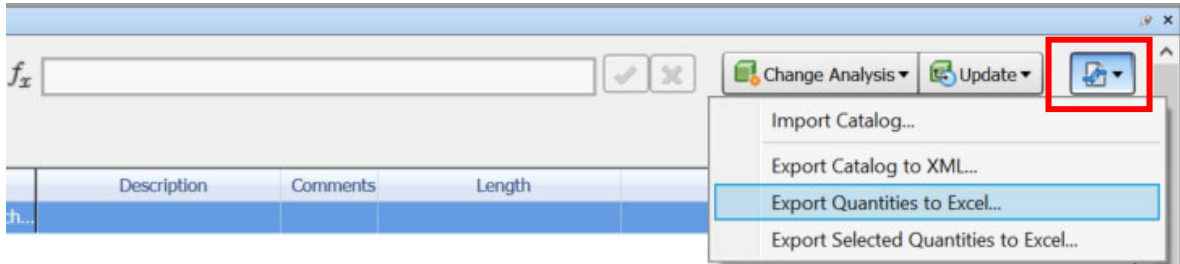 fx
Change Analysis
Update
Import Catalog...
Export Catalog to XML...
Description Comments Length
Export Quantities to Excel...
Export Selected Quantities to Excel...